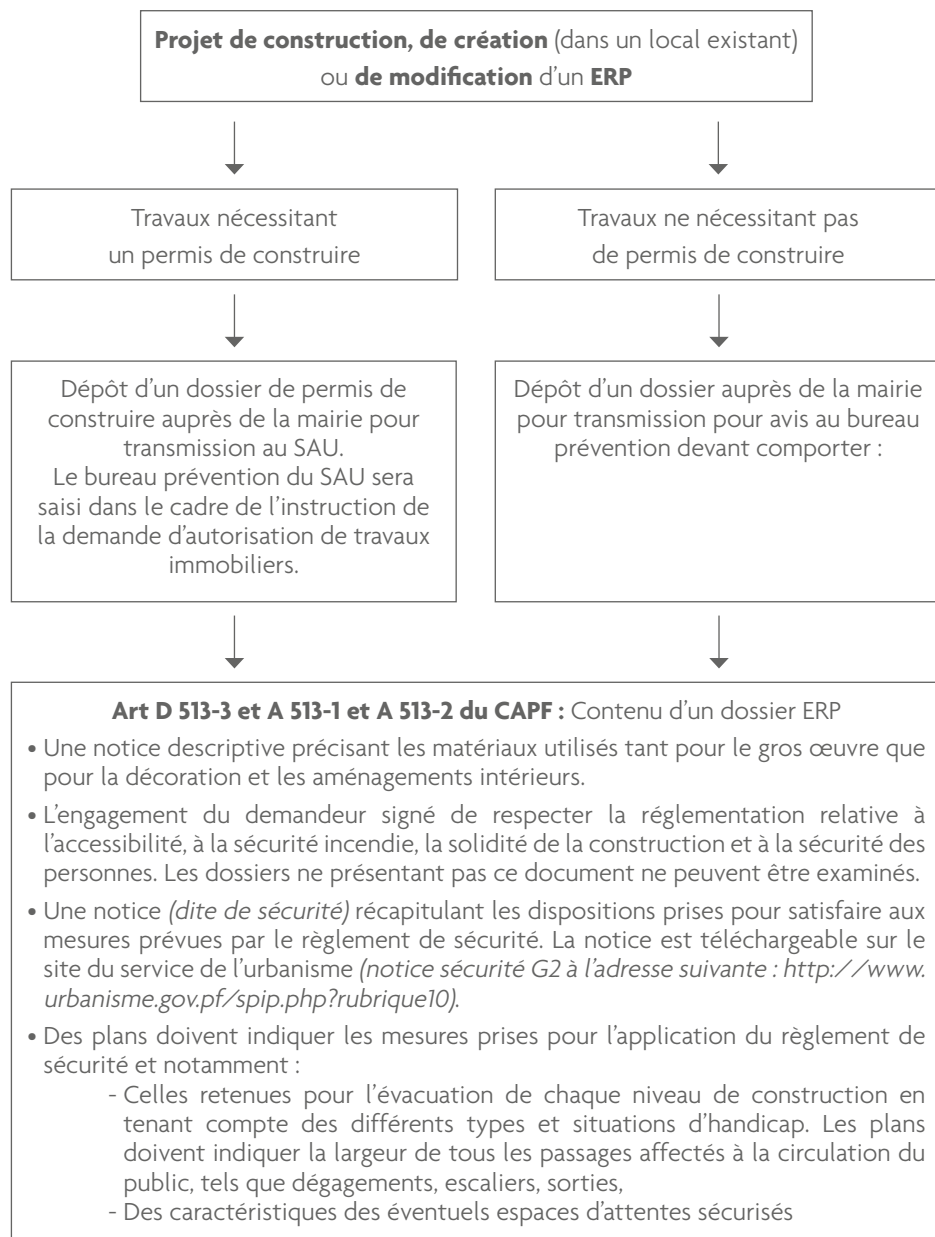 Projet de construction, de création (dans un local existant)
ou de modification d'un ERP
Travaux nécessitant
un permis de construire
Travaux ne nécessitant pas
de permis de construire
Dépôt d'un dossier de permis de
construire auprès de la mairie pour
transmission au SAU.
Le bureau prévention du SAU sera
saisi dans le cadre de l'instruction de
la demande d'autorisation de travaux
immobiliers.
Dépôt d'un dossier auprès de la mairie
pour transmission pour avis au bureau
prévention devant comporter :
Art D 513-3 et A 513-1 et A 513-2 du CAPF : Contenu d'un dossier ERP
• Une notice descriptive précisant les matériaux utilisés tant pour le gros œuvre que
pour la décoration et les aménagements intérieurs.
• L'engagement du demandeur signé de respecter la réglementation relative à
l'accessibilité, à la sécurité incendie, la solidité de la construction et à la sécurité des
personnes. Les dossiers ne présentant pas ce document ne peuvent être examinés.
• Une notice (dite de sécurité) récapitulant les dispositions prises pour satisfaire aux
mesures prévues par le règlement de sécurité. La notice est téléchargeable sur le
site du service de l'urbanisme (notice sécurité G2 à l'adresse suivante : http://www.
urbanisme.gov.pf/spip.php?rubrique10).
• Des plans doivent indiquer les mesures prises pour l'application du règlement de
sécurité et notamment :
- Celles retenues pour l'évacuation de chaque niveau de construction en
tenant compte des différents types et situations d'handicap. Les plans
doivent indiquer la largeur de tous les passages affectés à la circulation du
public, tels que dégagements, escaliers, sorties,
- Des caractéristiques des éventuels espaces d'attentes sécurisés